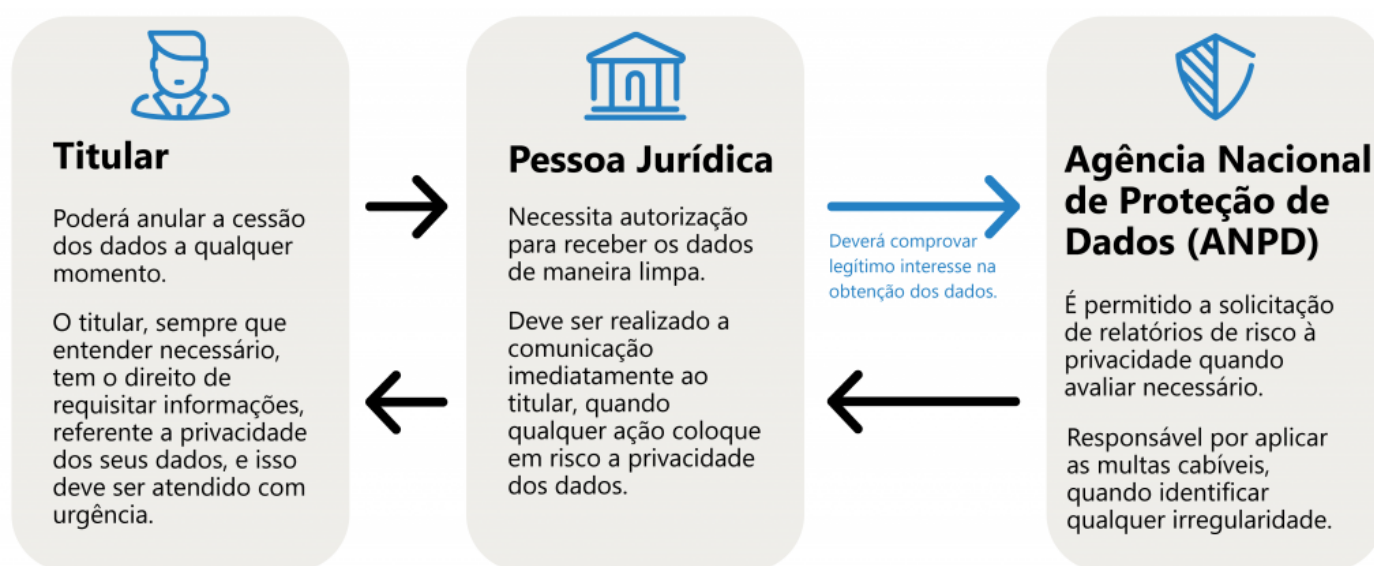 Titular
Poderá anular a cessão
dos dados a qualquer
momento.
O titular, sempre que
entender necessário,
tem o direito de
requisitar informações,
referente a privacidade
dos seus dados, e isso
deve ser atendido com
urgência.
Pessoa Jurídica
Necessita autorização
para receber os dados
de maneira limpa.
Deve ser realizado a
comunicação
imediatamente ao
titular, quando
qualquer ação coloque
em risco a privacidade
dos dados.
Deverá comprovar
legítimo interesse na
obtenção dos dados.
Agência Nacional
de Proteção de
Dados (ANPD)
É permitido a solicitação
de relatórios de risco à
privacidade quando
avaliar necessário.
Responsável por aplicar
as multas cabíveis,
quando identificar
qualquer irregularidade.